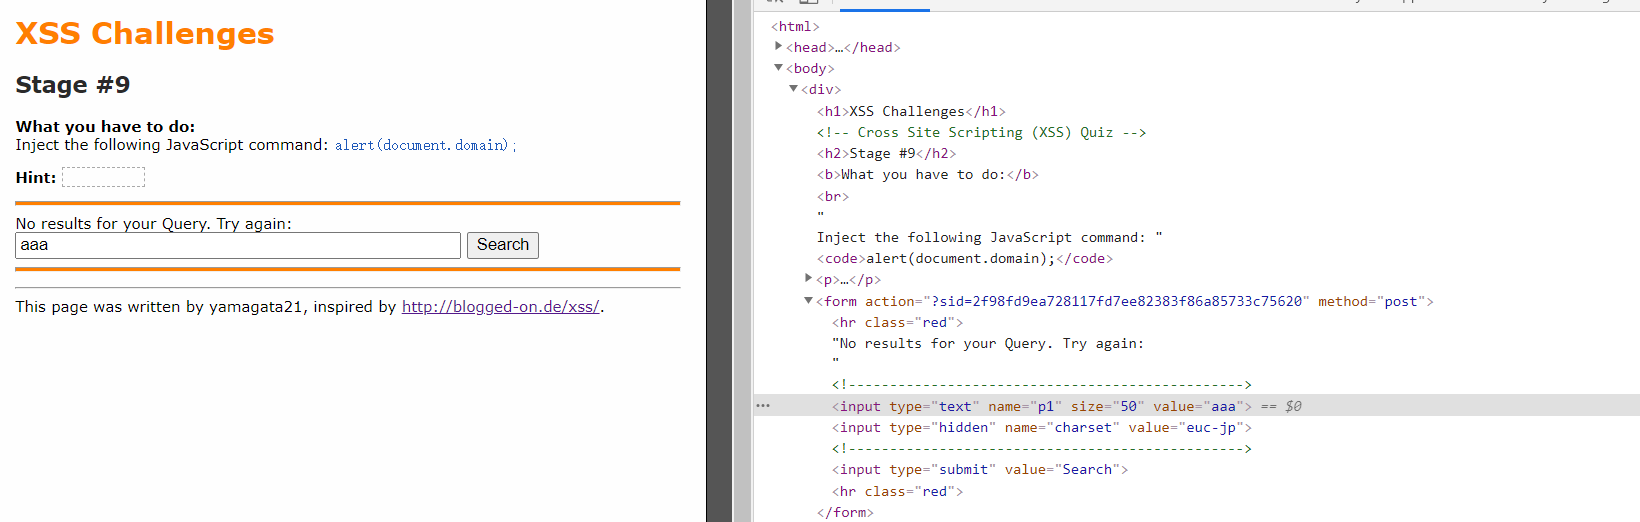 XSS Challenges
Stage #9
What you have to do:
Inject the following JavaScript command: alert(document.domain);
Hint:
No results for your Query. Try again:
aaa
Search
This page was written by yamagata21, inspired by http://blogged-on.de/xss/.
<html>
<head>…</head>
<body>
<div>
<h1>XSS Challenges</h1>
<!-- Cross Site Scripting (XSS) Quiz -->
<h2>Stage #9</h2>
<b>What you have to do:</b>
<br>
"
Inject the following JavaScript command: "
<code>alert(document.domain);</code>
<p>…</p>
<form action="?sid=2f98fd9ea728117fd7ee82383f86a85733c75620" method="post">
<hr class="red">
"No results for your Query. Try again:
"
<!------------------------------------------------>
<input type="text" name="p1" size="50" value="aaa"> == $0
<input type="hidden" name="charset" value="euc-jp">
<!------------------------------------------------>
<input type="submit" value="Search">
<hr class="red">
</form>